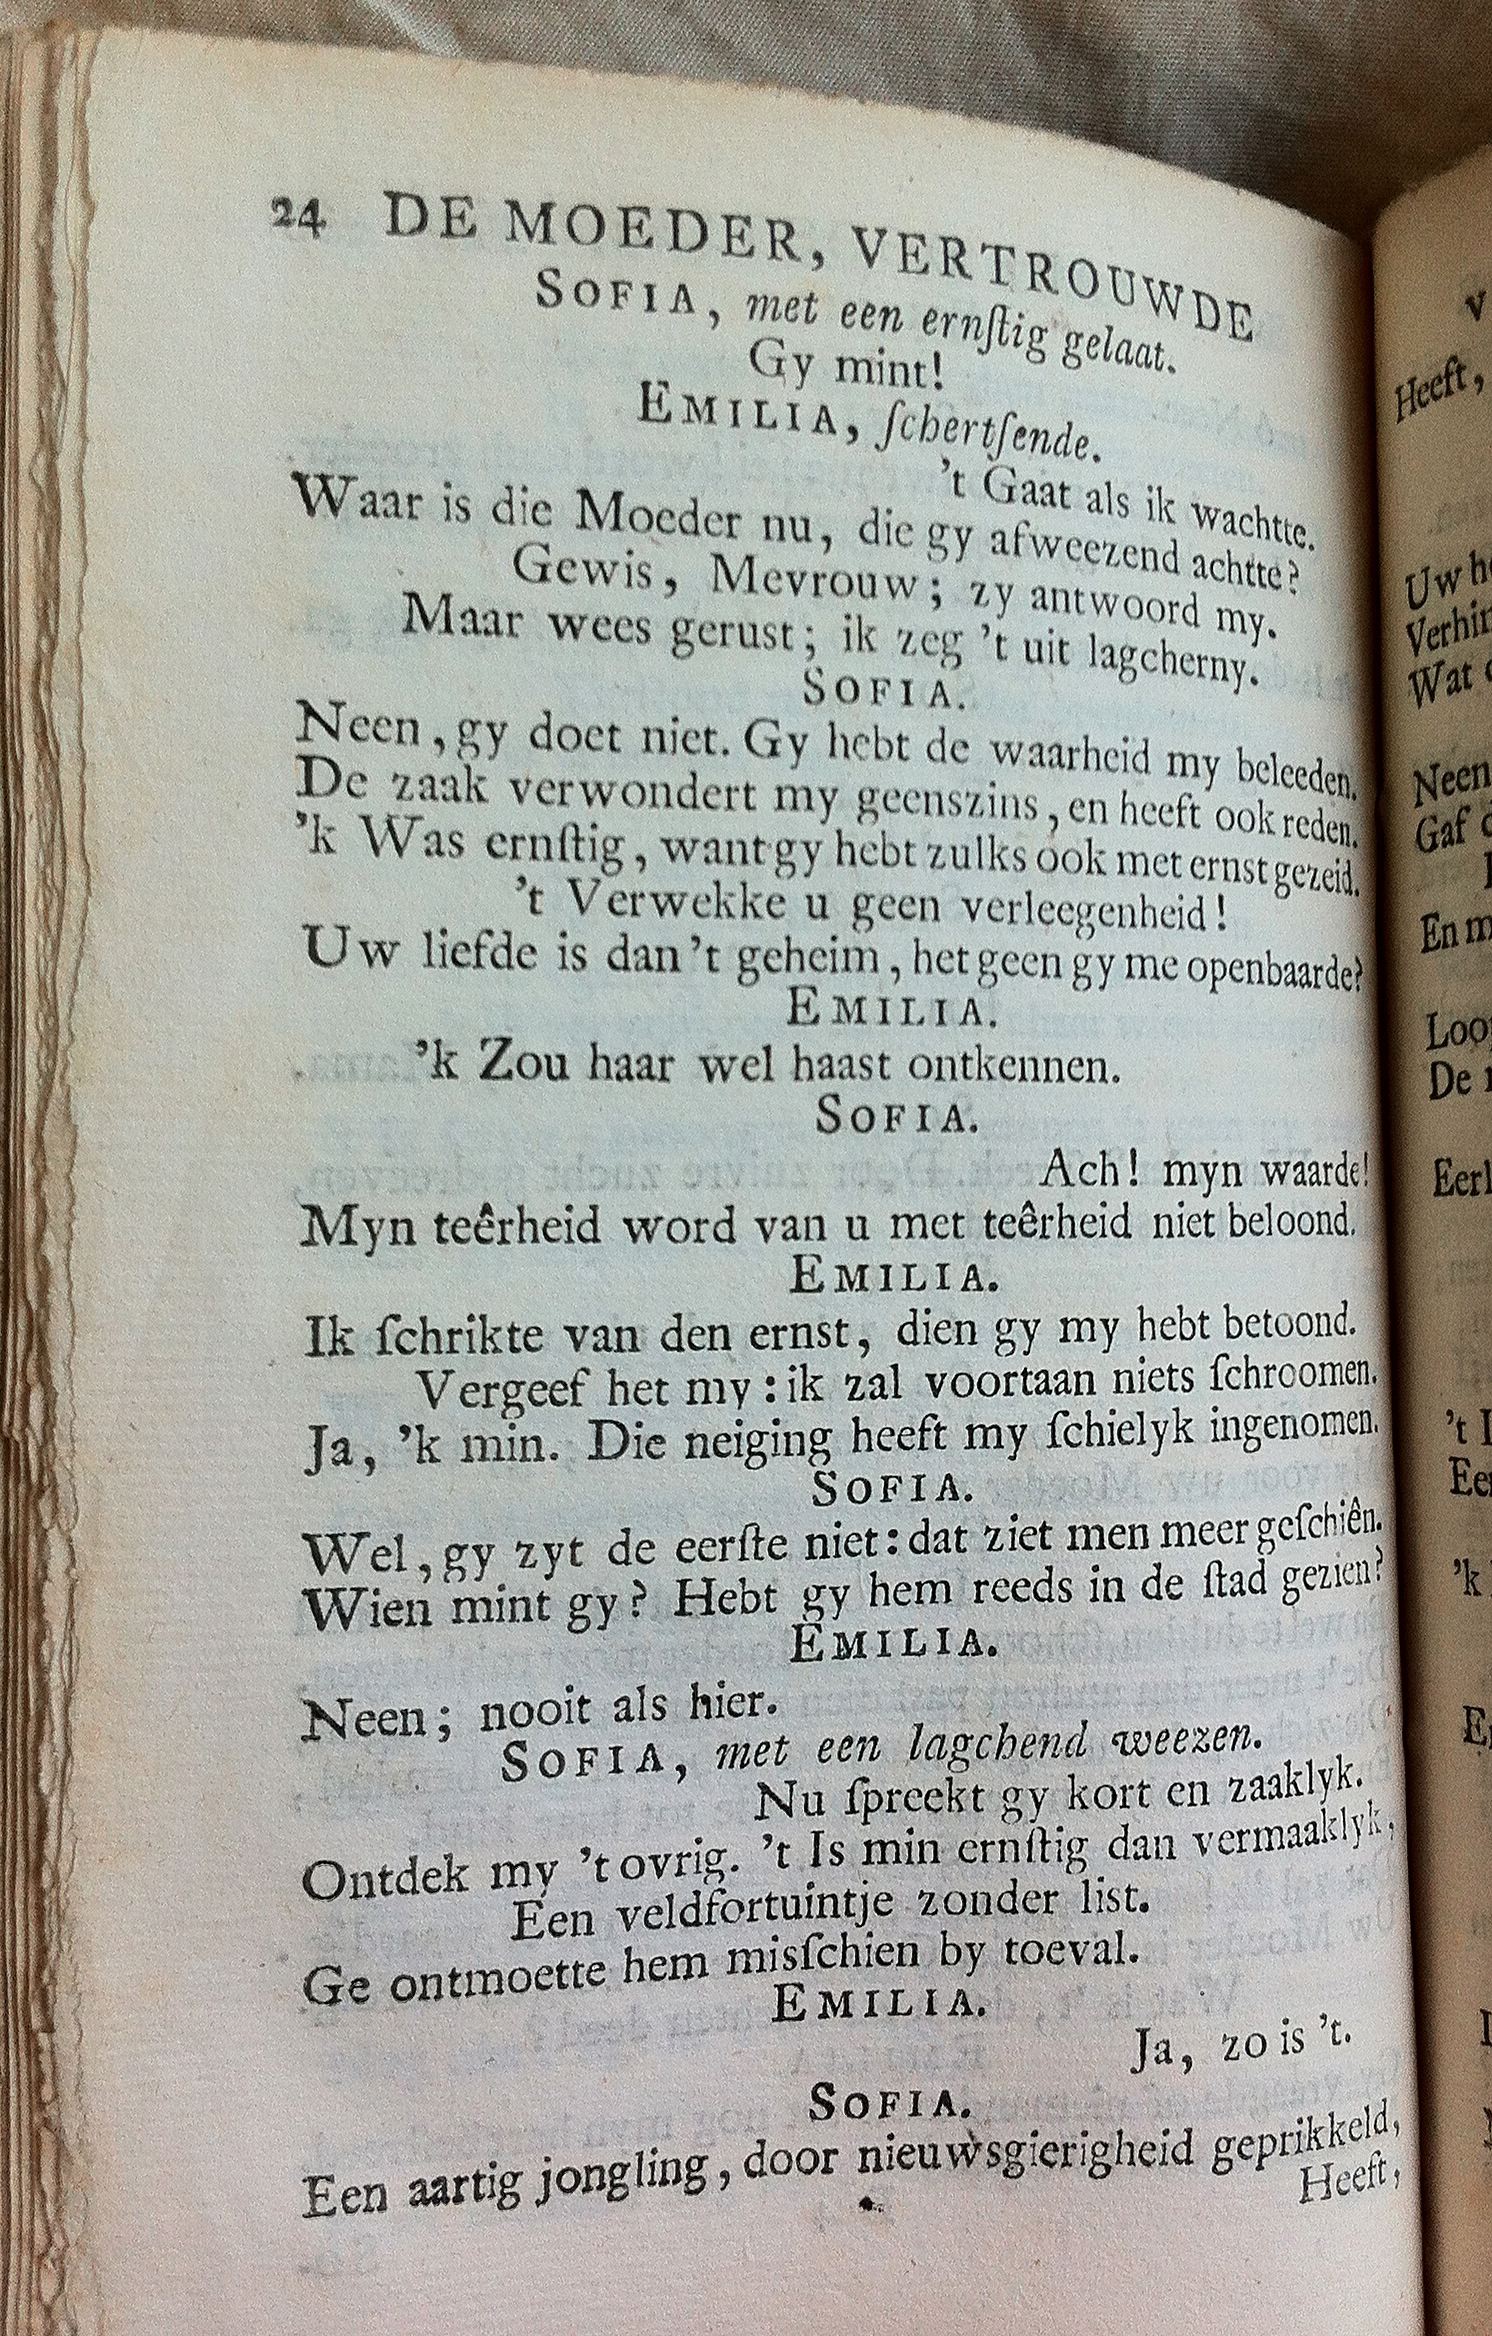 24 DE MOEDER, VERTROUWDE
SOFIA, met een ernſtig gelaat.
Gy mint!
EMILIA, ſchertſende.
't Gaat als ik wachtte.
Waar is die Moeder nu, die gy afweezend achtte?
Gewis, Mevrouw; zy antwoord my.
Maar wees gerust; ik zeg 't uit lagcherny.
SOFIA.
Neen, gy doet niet. Gy hebt de waarheid my beleeden.
De zaak verwondert my geenszins, en heeft ook reden.
'k Was ernſtig, want gy hebt zulks ook met ernst gezeid.
't Verwekke u geen verleegenheid!
Uw liefde is dan 't geheim, het geen gy me openbaarde?
EMILIA.
'k Zou haar wel haast ontkennen.
SOFIA.
Ach! myn waarde!
Myn teêrheid word van u met teêrheid niet beloond.
EMILIA.
Ik ſchrikte van den ernst, dien gy my hebt betoond.
Vergeef het my: ik zal voortaan niets ſchroomen.
Ja, 'k min. Die neiging heeft my ſchielyk ingenomen.
SOFIA.
Wel, gy zyt de eerſte niet: dat ziet men meer geſchiên.
Wien mint gy? Hebt gy hem reeds in de ſtad gezien?
EMILIA.
Neen; nooit als hier.
SOFIA, met een lagchend weezen.
Nu ſpreekt gy kort en zaaklyk.
Ontdek my 't ovrig. 't Is min ernſtig dan vermaaklyk,
Een veldfortuintje zonder list.
Ge ontmoette hem misſchien by toeval.
EMILIA.
Ja, zo is 't.
SOFIA.
Een aartig jongling, door nieuwsgierigheid geprikkeld,
Heeft,
Heeft,
Wat
Neen
Gaf
De
't
'k